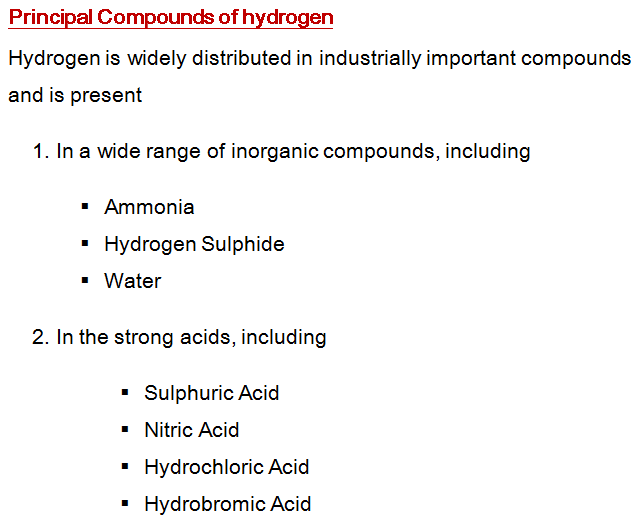 Principal Compounds of hydrogen
Hydrogen is widely distributed in industrially important compounds
and is present
1. In a wide range of inorganic compounds, including
▪ Ammonia
▪ Hydrogen Sulphide
▪ Water
2. In the strong acids, including
▪ Sulphuric Acid
▪ Nitric Acid
▪ Hydrochloric Acid
▪ Hydrobromic Acid